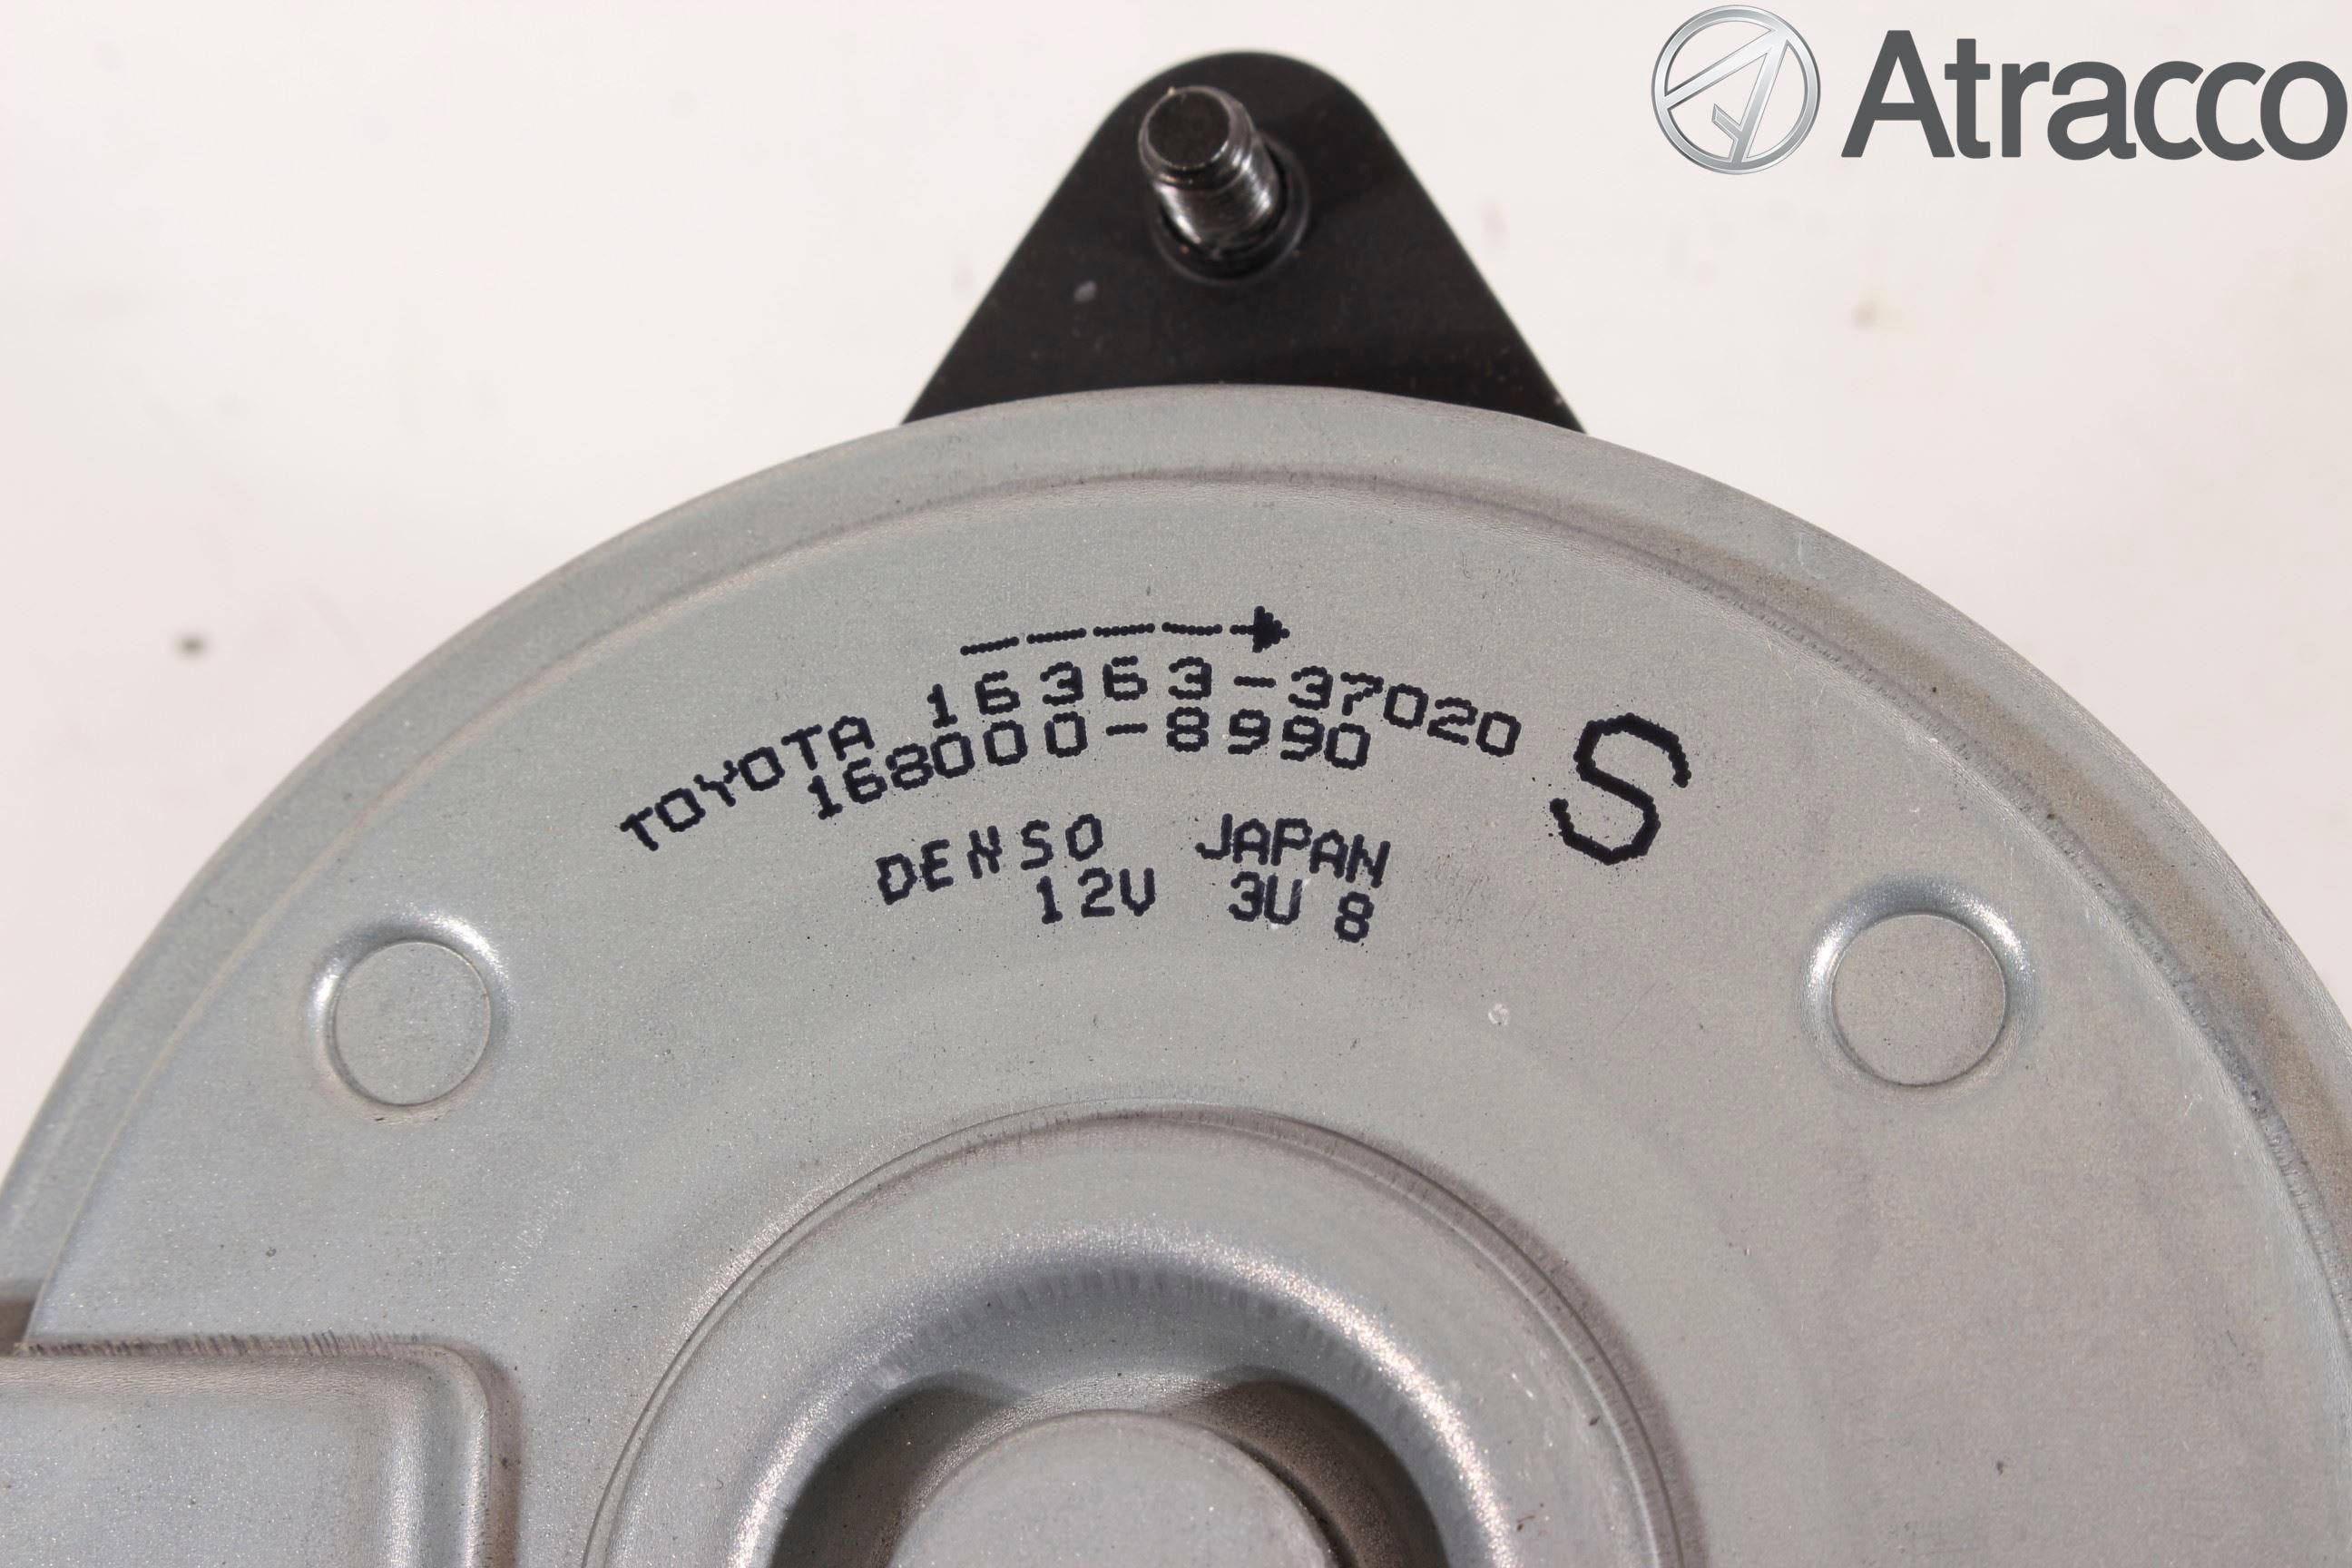 Atracco
TOYOTA 16363-37020
168000-8990
S
DENSO JAPAN
12V 3U 8